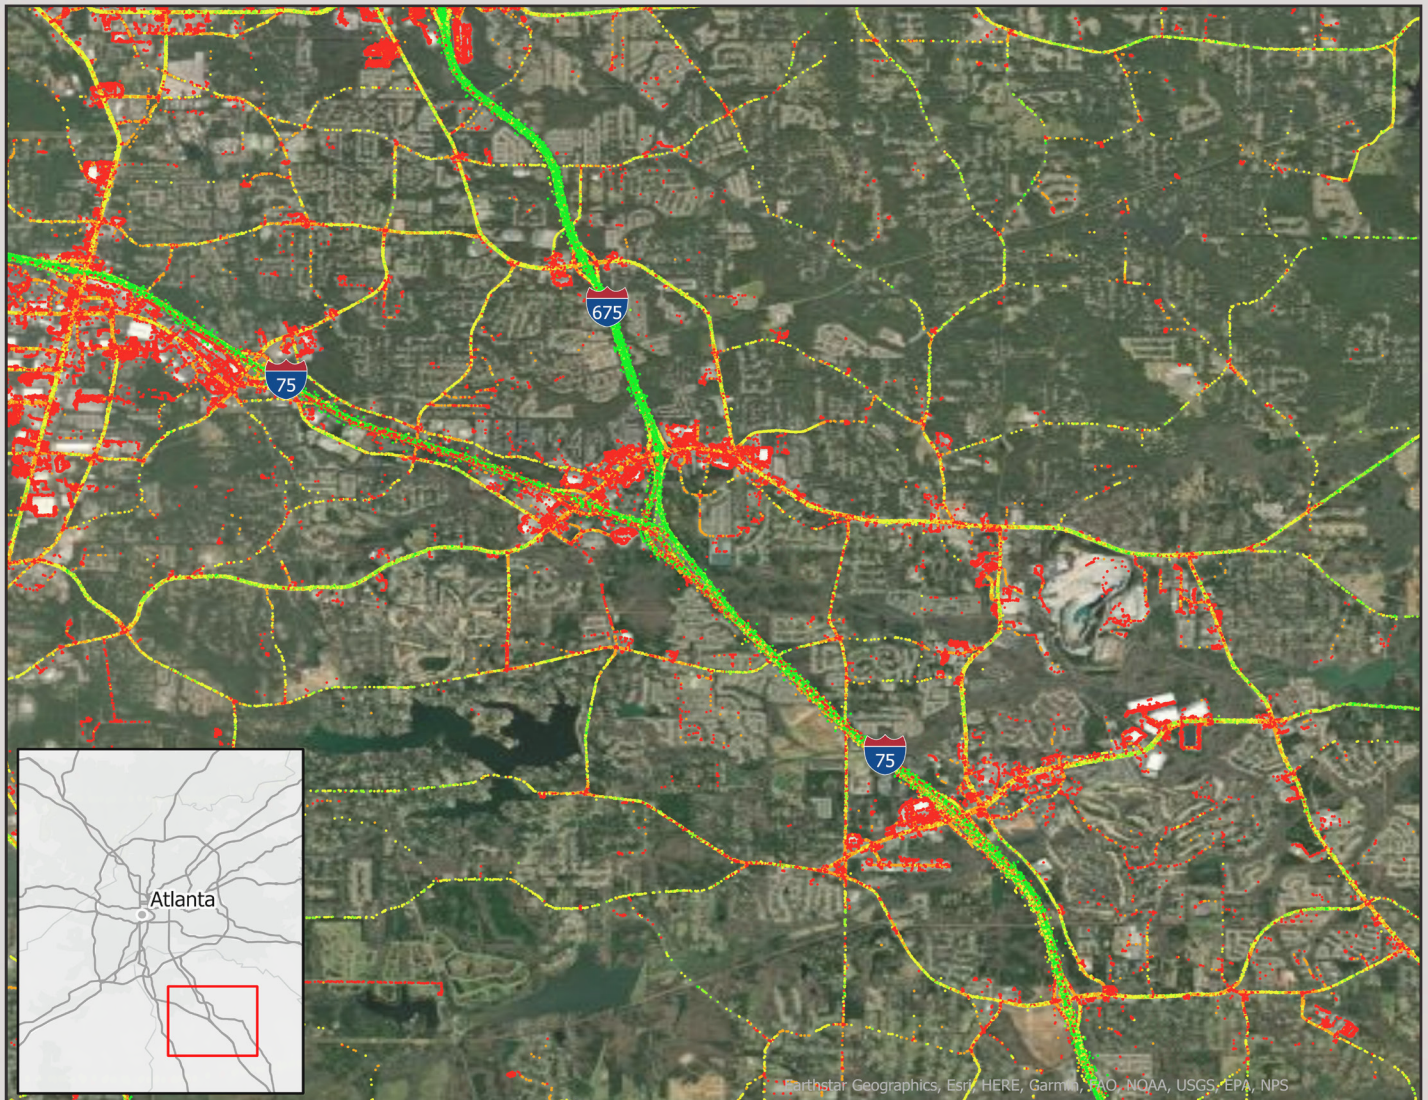 675
75
75
Atlanta
Earthstar Geographics, Esri, HERE, Garmin, FAO, NOAA, USGS, EPA, NPS